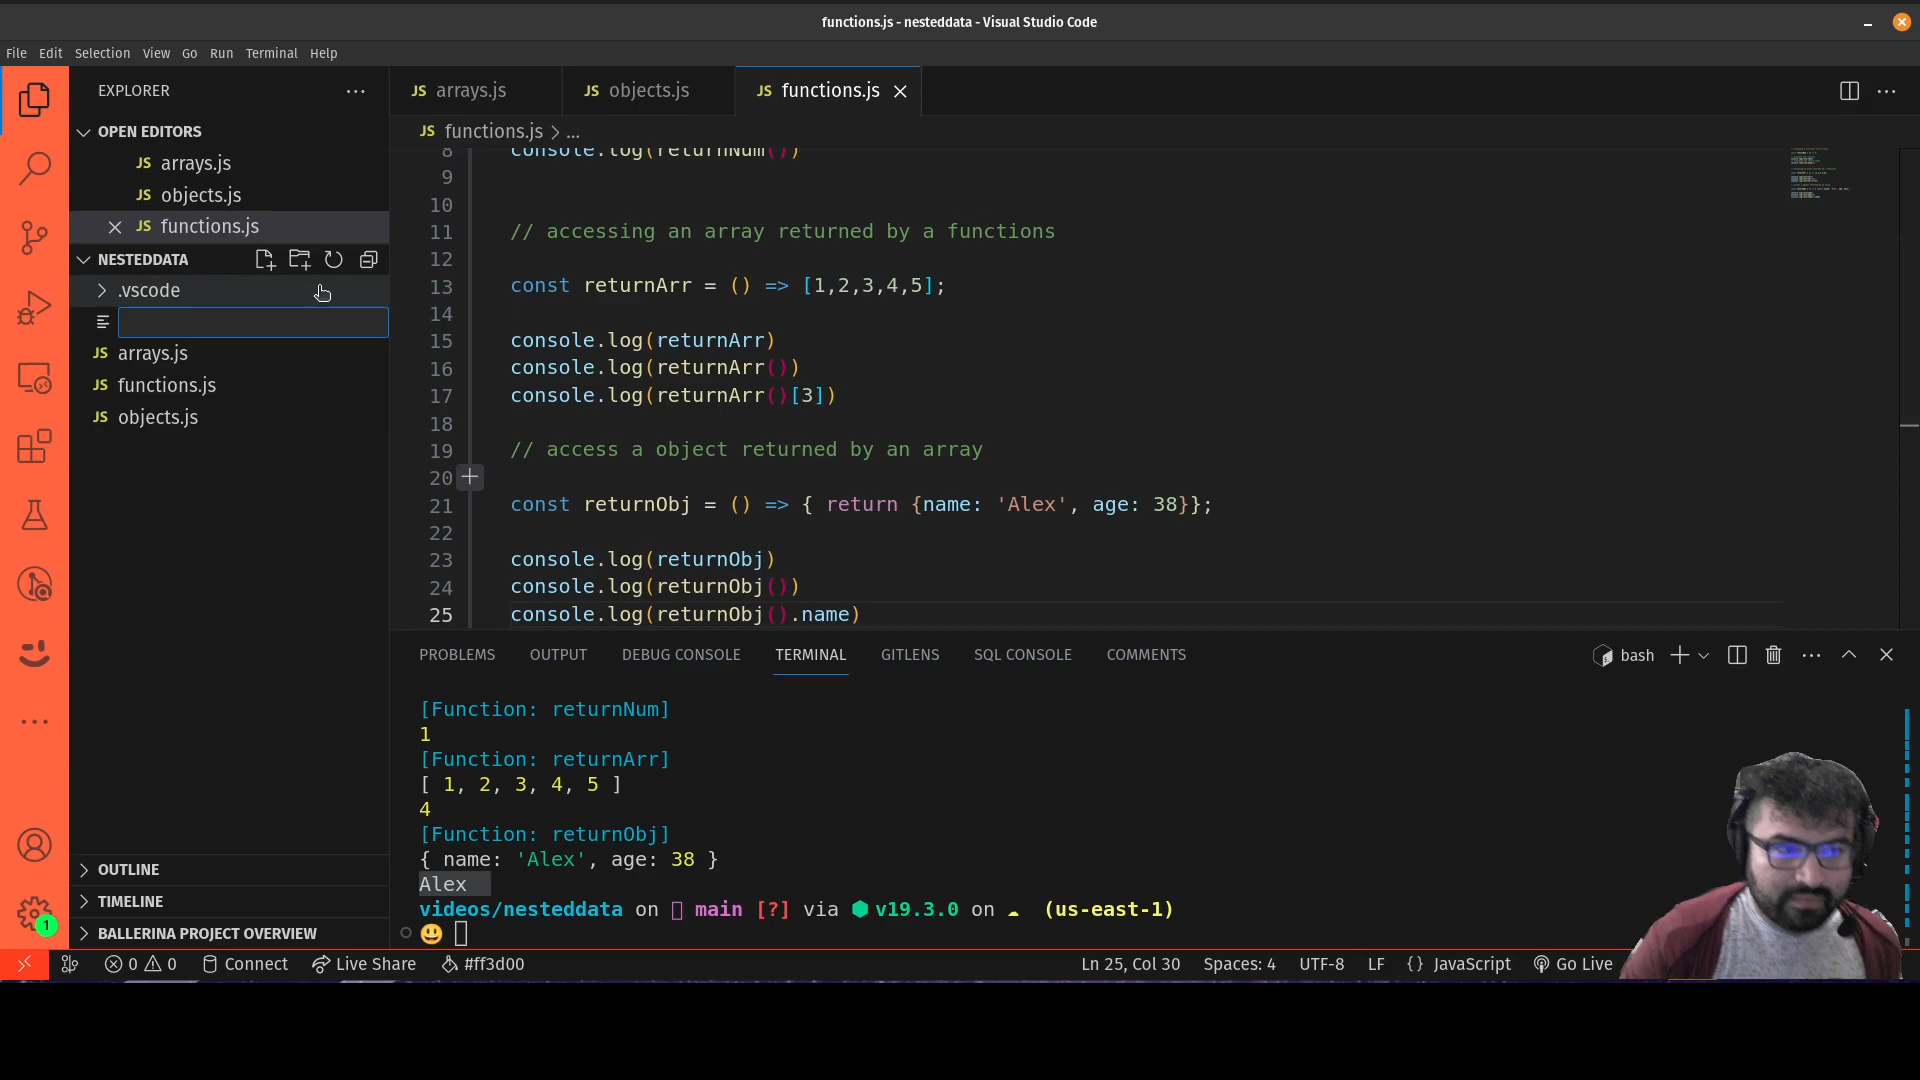 functions.js - nesteddata - Visual Studio Code
File Edit Selection View Go Run Terminal Help
EXPLORER
OPEN EDITORS
JS arrays.js
JS objects.js
JS functions.js
NESTEDDATA
.vscode
JS arrays.js
JS functions.js
JS objects.js
OUTLINE
TIMELINE
BALLERINA PROJECT OVERVIEW
JS arrays.js JS objects.js JS functions.js
JS functions.js > ...
8 console.log(returnNum())
9
10
11 // accessing an array returned by a functions
12
13 const returnArr = () => [1,2,3,4,5];
14
15 console.log(returnArr)
16 console.log(returnArr())
17 console.log(returnArr()[3])
18
19 // access a object returned by an array
20
21 const returnObj = () => { return {name: 'Alex', age: 38}};
22
23 console.log(returnObj)
24 console.log(returnObj())
25 console.log(returnObj().name)
PROBLEMS OUTPUT DEBUG CONSOLE TERMINAL GITLENS SQL CONSOLE COMMENTS bash
[Function: returnNum]
1
[Function: returnArr]
[ 1, 2, 3, 4, 5 ]
4
[Function: returnObj]
{ name: 'Alex', age: 38 }
Alex
videos/nesteddata on main [?] via v19.3.0 on (us-east-1)
1
0 0 Connect Live Share #ff3d00 Ln 25, Col 30 Spaces: 4 UTF-8 LF {} JavaScript Go Live